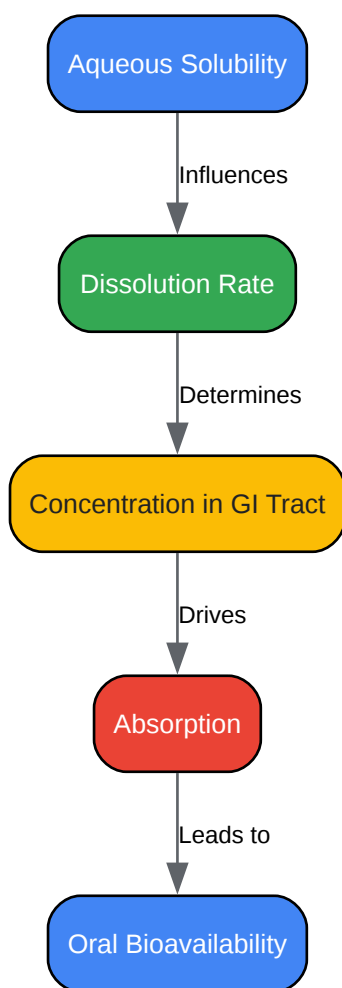 Aqueous Solubility
Influences
Dissolution Rate
Determines
Concentration in GI Tract
Drives
Absorption
Leads to
Oral Bioavailability